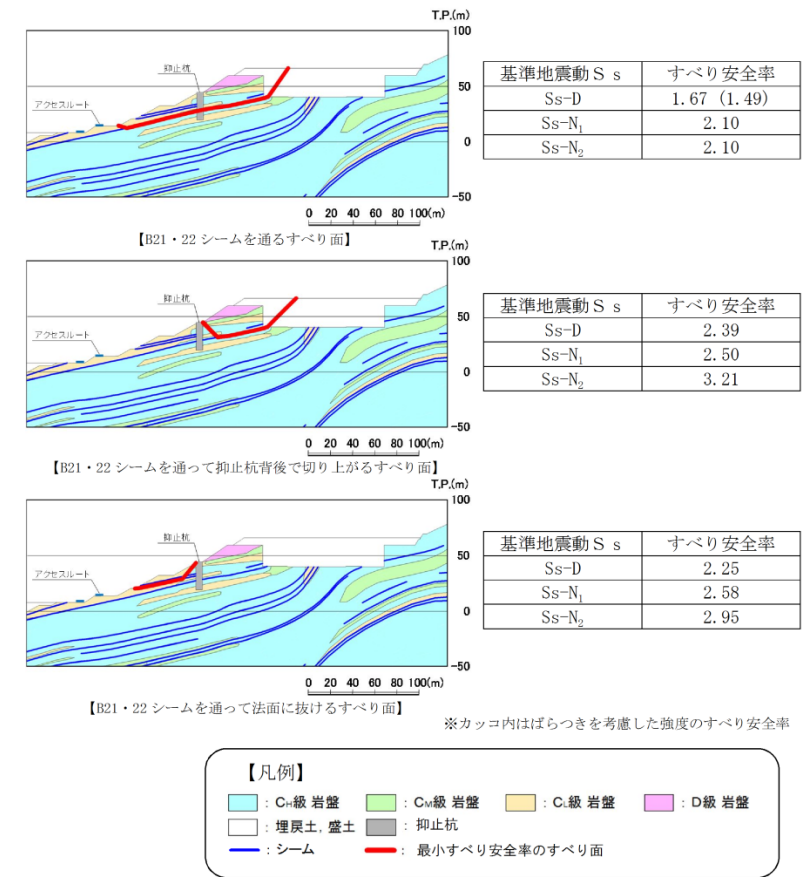 T.P.(m)
100
50
0
-50
抑止杭
アクセスルート
0 20 40 60 80 100(m)
【B21・22 シームを通るすべり面】
基準地震動Ｓｓ すべり安全率
Ss-D 1.67 (1.49)
Ss-N₁ 2.10
Ss-N₂ 2.10
T.P.(m)
100
50
0
-50
抑止杭
アクセスルート
0 20 40 60 80 100(m)
【B21・22 シームを通って抑止杭背後で切り上がるすべり面】
基準地震動Ｓｓ すべり安全率
Ss-D 2.39
Ss-N₁ 2.50
Ss-N₂ 3.21
T.P.(m)
100
50
0
-50
抑止杭
アクセスルート
0 20 40 60 80 100(m)
【B21・22 シームを通って法面に抜けるすべり面】
基準地震動Ｓｓ すべり安全率
Ss-D 2.25
Ss-N₁ 2.58
Ss-N₂ 2.95
※カッコ内はばらつきを考慮した強度のすべり安全率
【凡例】
：CH級 岩盤 ：CM級 岩盤 ：CL級 岩盤 ：D級 岩盤
：埋戻土，盛土 ：抑止杭
：シーム ：最小すべり安全率のすべり面